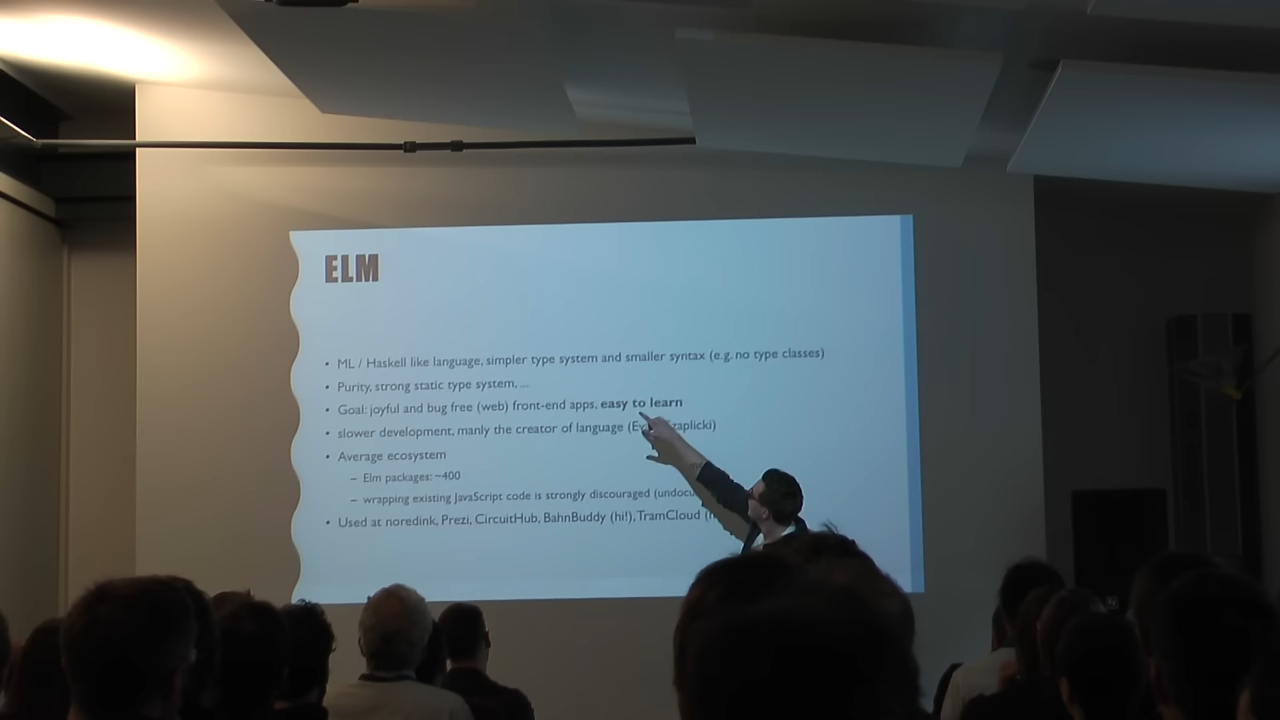 ELM
• ML / Haskell like language, simpler type system and smaller syntax (e.g. no type classes)
• Purity, strong static type system, ...
• Goal: joyful and bug free (web) front-end apps, easy to learn
• slower development, manly the creator of language (Ev zaplicki)
• Average ecosystem
– Elm packages: ~400
– wrapping existing JavaScript code is strongly discouraged (undocu
• Used at noredink, Prezi, CircuitHub, BahnBuddy (hi!), TramCloud